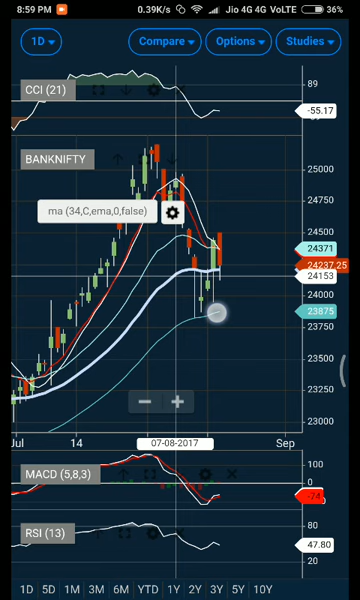 8:59 PM Jio 0.39K/s Jio 4G 4G VoLTE 36%
1D Compare Options Studies
CCI (21)
89
-55.17
BANKNIFTY
25000
24750
ma (34,C,ema,0,false)
24500
24371
24237.25
24153
24000
23875
23750
23500
23250
23000
Jul 14 07-08-2017 Sep
MACD (5,8,3)
100
0
-74
RSI (13)
80
47.80
20
1D 5D 1M 3M 6M YTD 1Y 2Y 3Y 5Y 10Y